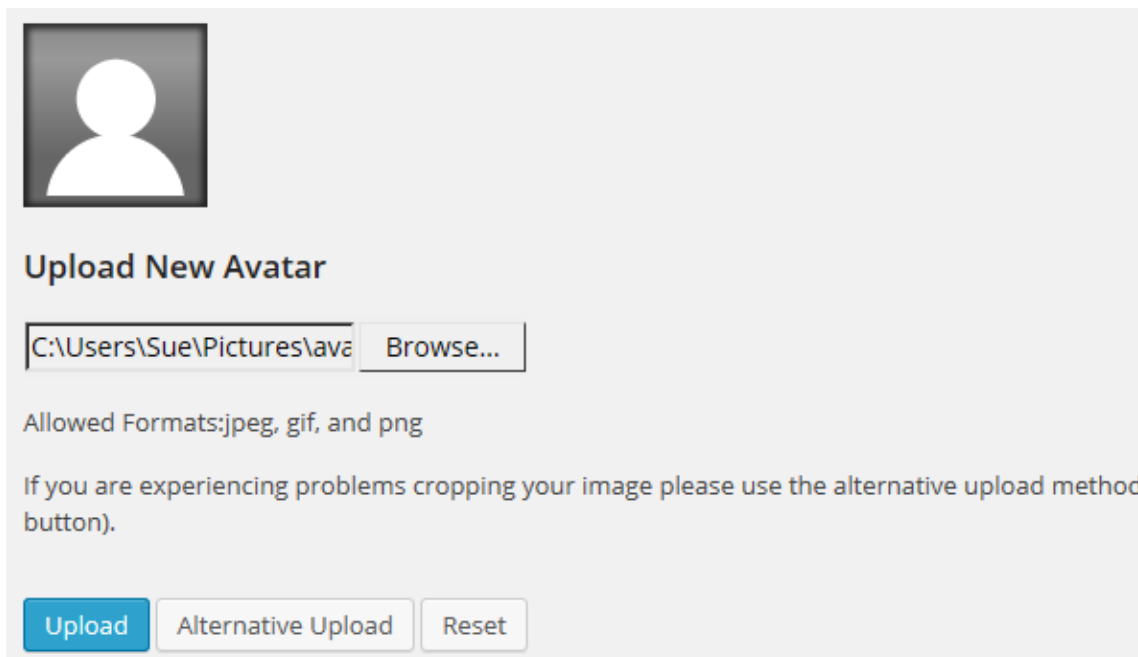 Upload New Avatar
C:\Users\Sue\Pictures\ava Browse...
Allowed Formats:jpeg, gif, and png
If you are experiencing problems cropping your image please use the alternative upload method
button).
Upload Alternative Upload Reset